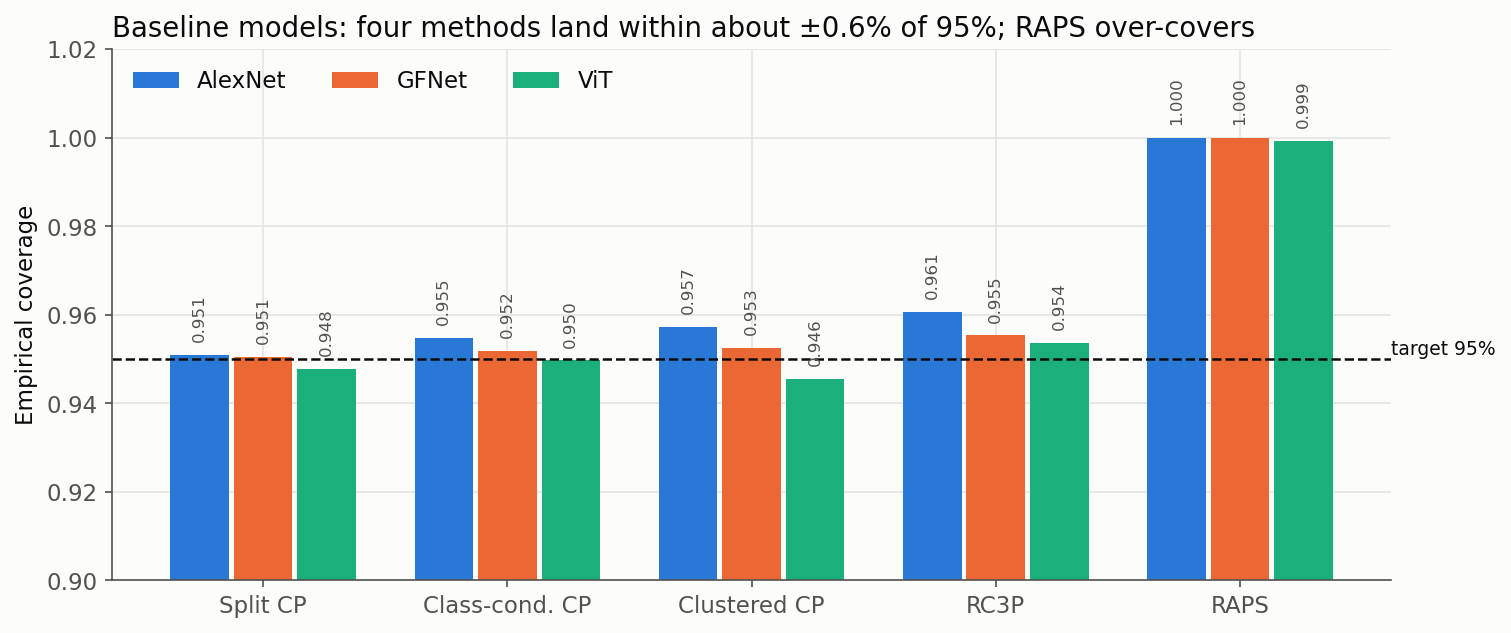 Baseline models: four methods land within about ±0.6% of 95%; RAPS over-covers
AlexNet GFNet ViT
Empirical coverage
1.02
1.00
0.98
0.96
0.94
0.92
0.90
0.951
0.951
0.948
0.955
0.952
0.950
0.957
0.953
0.946
0.961
0.955
0.954
1.000
1.000
0.999
target 95%
Split CP
Class-cond. CP
Clustered CP
RC3P
RAPS